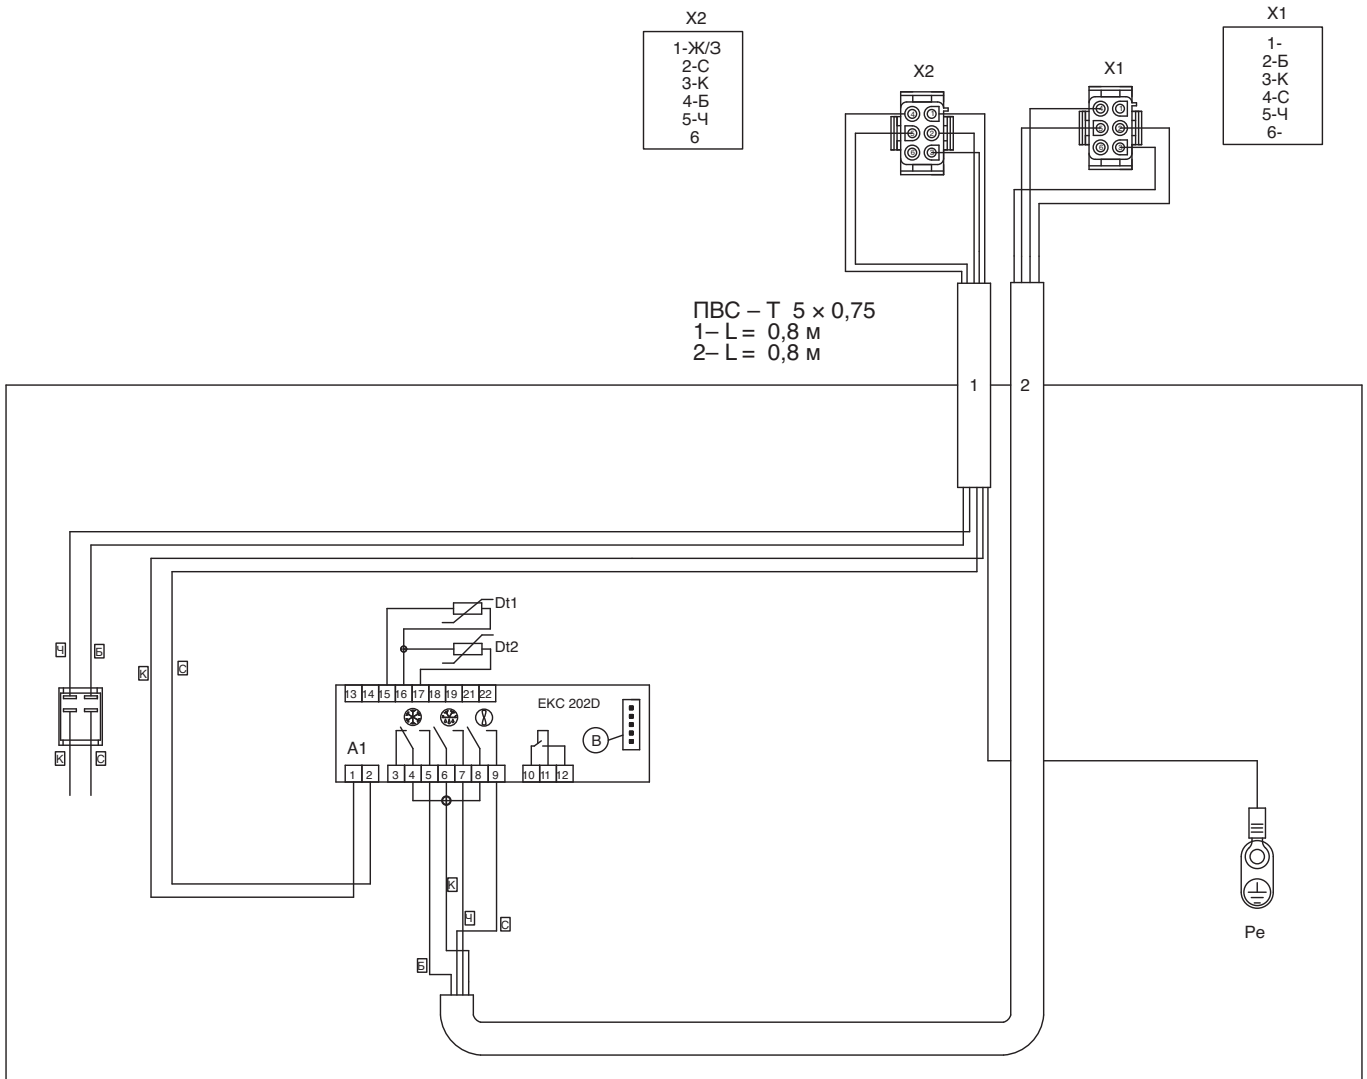 X2
1-Ж/З
2-С
3-К
4-Б
5-Ч
6
X1
1-
2-Б
3-К
4-С
5-Ч
6-
X2
X1
ПВС – Т 5 × 0,75
1– L = 0,8 м
2– L = 0,8 м
1
2
Dt1
Dt2
Ч
Б
К
С
К
С
13 14 15 16 17 18 19 21 22
EKC 202D
B
A1
1 2 3 4 5 6 7 8 9 10 11 12
К
Ч
С
Б
Pe